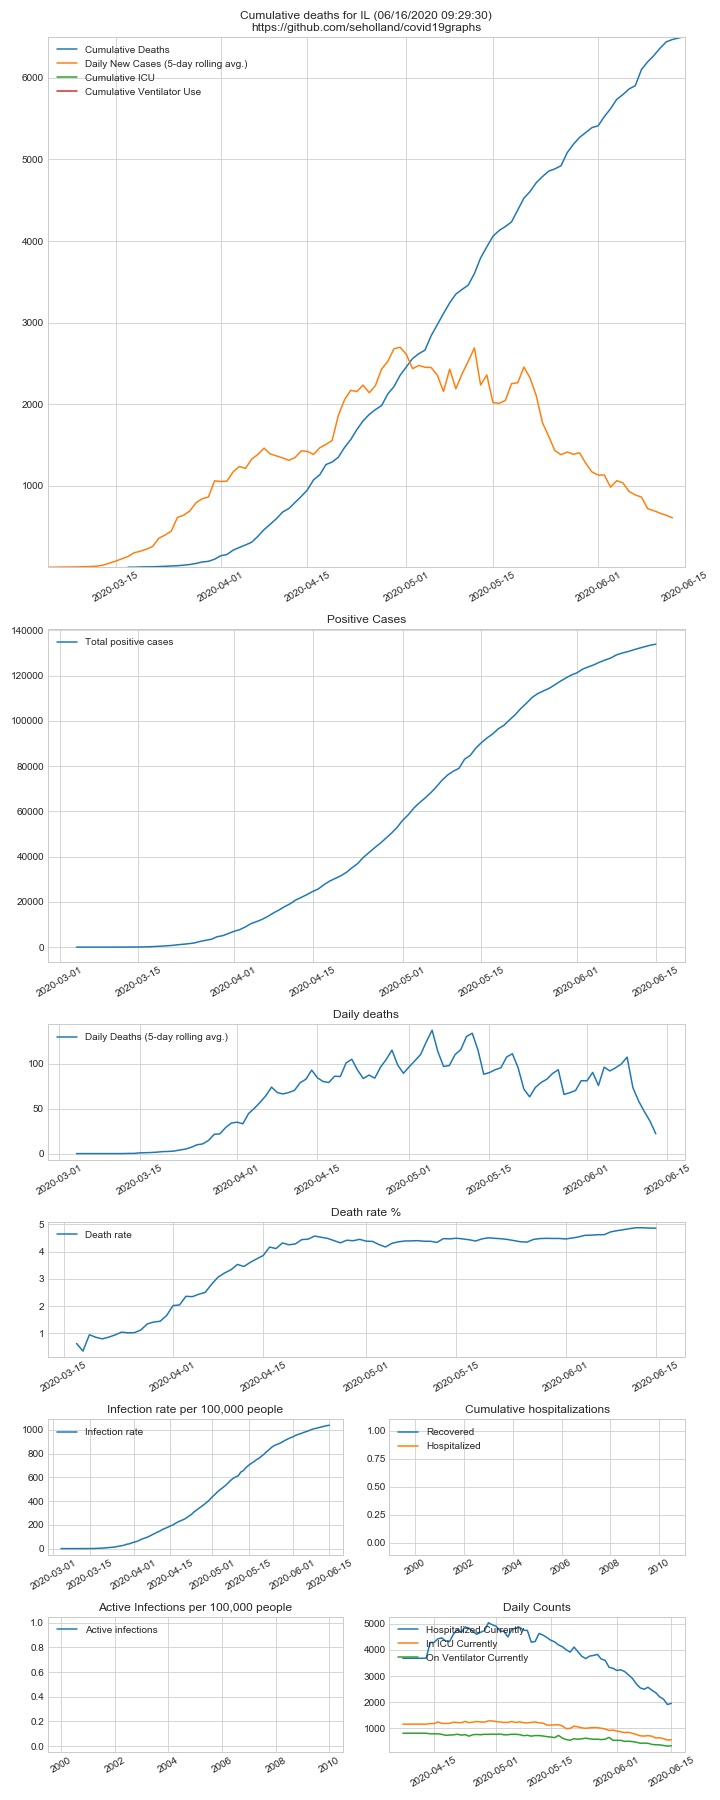 Cumulative deaths for IL (06/16/2020 09:29:30)
https://github.com/seholland/covid19graphs
Cumulative Deaths
Daily New Cases (5-day rolling avg.)
Cumulative ICU
Cumulative Ventilator Use
6000
5000
4000
3000
2000
1000
2020-03-15 2020-04-01 2020-04-15 2020-05-01 2020-05-15 2020-06-01 2020-06-15
Positive Cases
Total positive cases
140000
120000
100000
80000
60000
40000
20000
0
2020-03-01 2020-03-15 2020-04-01 2020-04-15 2020-05-01 2020-05-15 2020-06-01 2020-06-15
Daily deaths
Daily Deaths (5-day rolling avg.)
100
50
0
2020-03-01 2020-03-15 2020-04-01 2020-04-15 2020-05-01 2020-05-15 2020-06-01 2020-06-15
Death rate %
Death rate
5
4
3
2
1
2020-03-15 2020-04-01 2020-04-15 2020-05-01 2020-05-15 2020-06-01 2020-06-15
Infection rate per 100,000 people
Infection rate
1000
800
600
400
200
0
2020-03-01 2020-03-15 2020-04-01 2020-04-15 2020-05-01 2020-05-15 2020-06-01 2020-06-15
Cumulative hospitalizations
Recovered
Hospitalized
1.00
0.75
0.50
0.25
0.00
2000 2002 2004 2006 2008 2010
Active Infections per 100,000 people
Active infections
1.0
0.8
0.6
0.4
0.2
0.0
2000 2002 2004 2006 2008 2010
Daily Counts
Hospitalized Currently
In ICU Currently
On Ventilator Currently
5000
4000
3000
2000
1000
2020-04-15 2020-05-01 2020-05-15 2020-06-01 2020-06-15